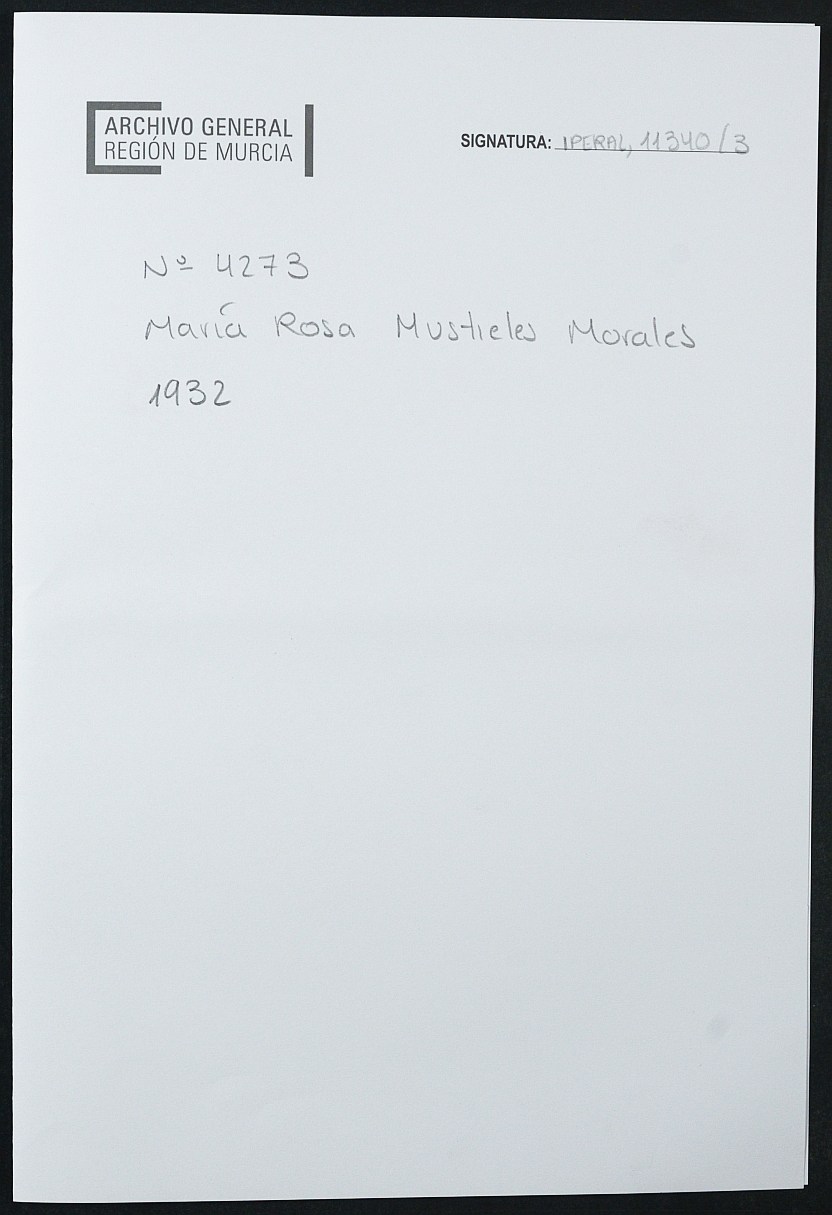 ARCHIVO GENERAL
REGIÓN DE MURCIA
SIGNATURA: IPERAL, 11340/3
Nº 4273
María Rosa Mustieles Morales
1932